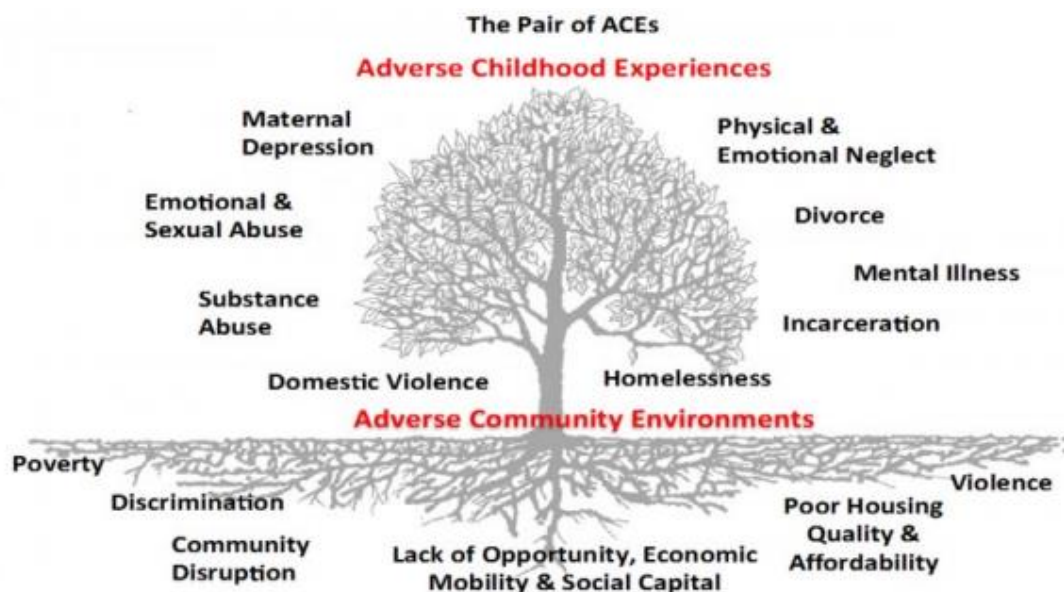 The Pair of ACEs
Adverse Childhood Experiences
Maternal
Depression
Physical &
Emotional Neglect
Emotional &
Sexual Abuse
Divorce
Mental Illness
Substance
Abuse
Incarceration
Domestic Violence
Homelessness
Adverse Community Environments
Poverty
Violence
Discrimination
Poor Housing
Quality &
Affordability
Community
Disruption
Lack of Opportunity, Economic
Mobility & Social Capital